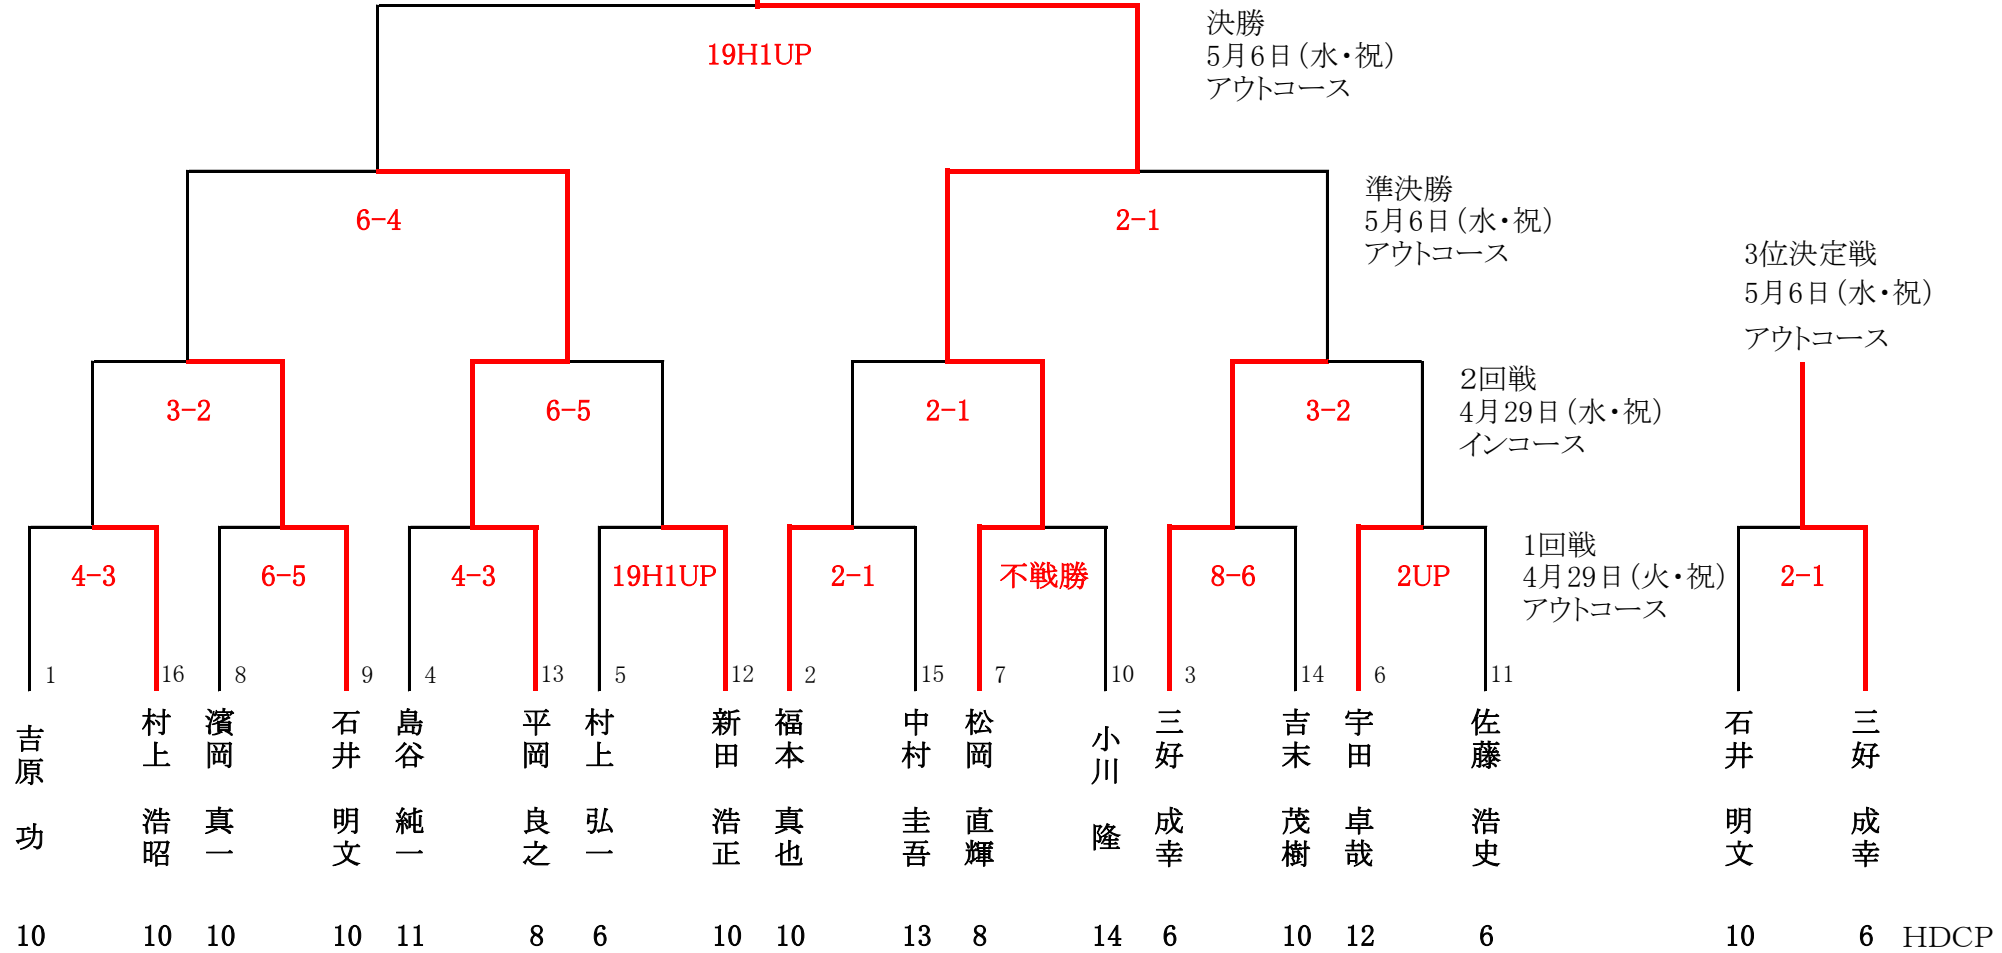 決勝
5月6日（水・祝）
アウトコース
19H1UP
準決勝
5月6日（水・祝）
アウトコース
6-4
2-1
3位決定戦
5月6日（水・祝）
アウトコース
２回戦
4月29日（水・祝）
インコース
3-2
6-5
2-1
3-2
1回戦
4月29日（火・祝）
アウトコース
4-3
6-5
4-3
19H1UP
2-1
不戦勝
8-6
2UP
2-1
1
16
8
9
4
13
5
12
2
15
7
10
3
14
6
11
吉原 功
村上 浩昭
濱岡 真一
石井 明文
島谷 純一
平岡 良之
村上 弘一
新田 浩正
福本 真也
中村 圭吾
松岡 直輝
小川 隆
三好 成幸
吉末 茂樹
宇田 卓哉
佐藤 浩史
石井 明文
三好 成幸
10 10 10 10 11 8 6 10 10 13 8 14 6 10 12 6 10 6 HDCP